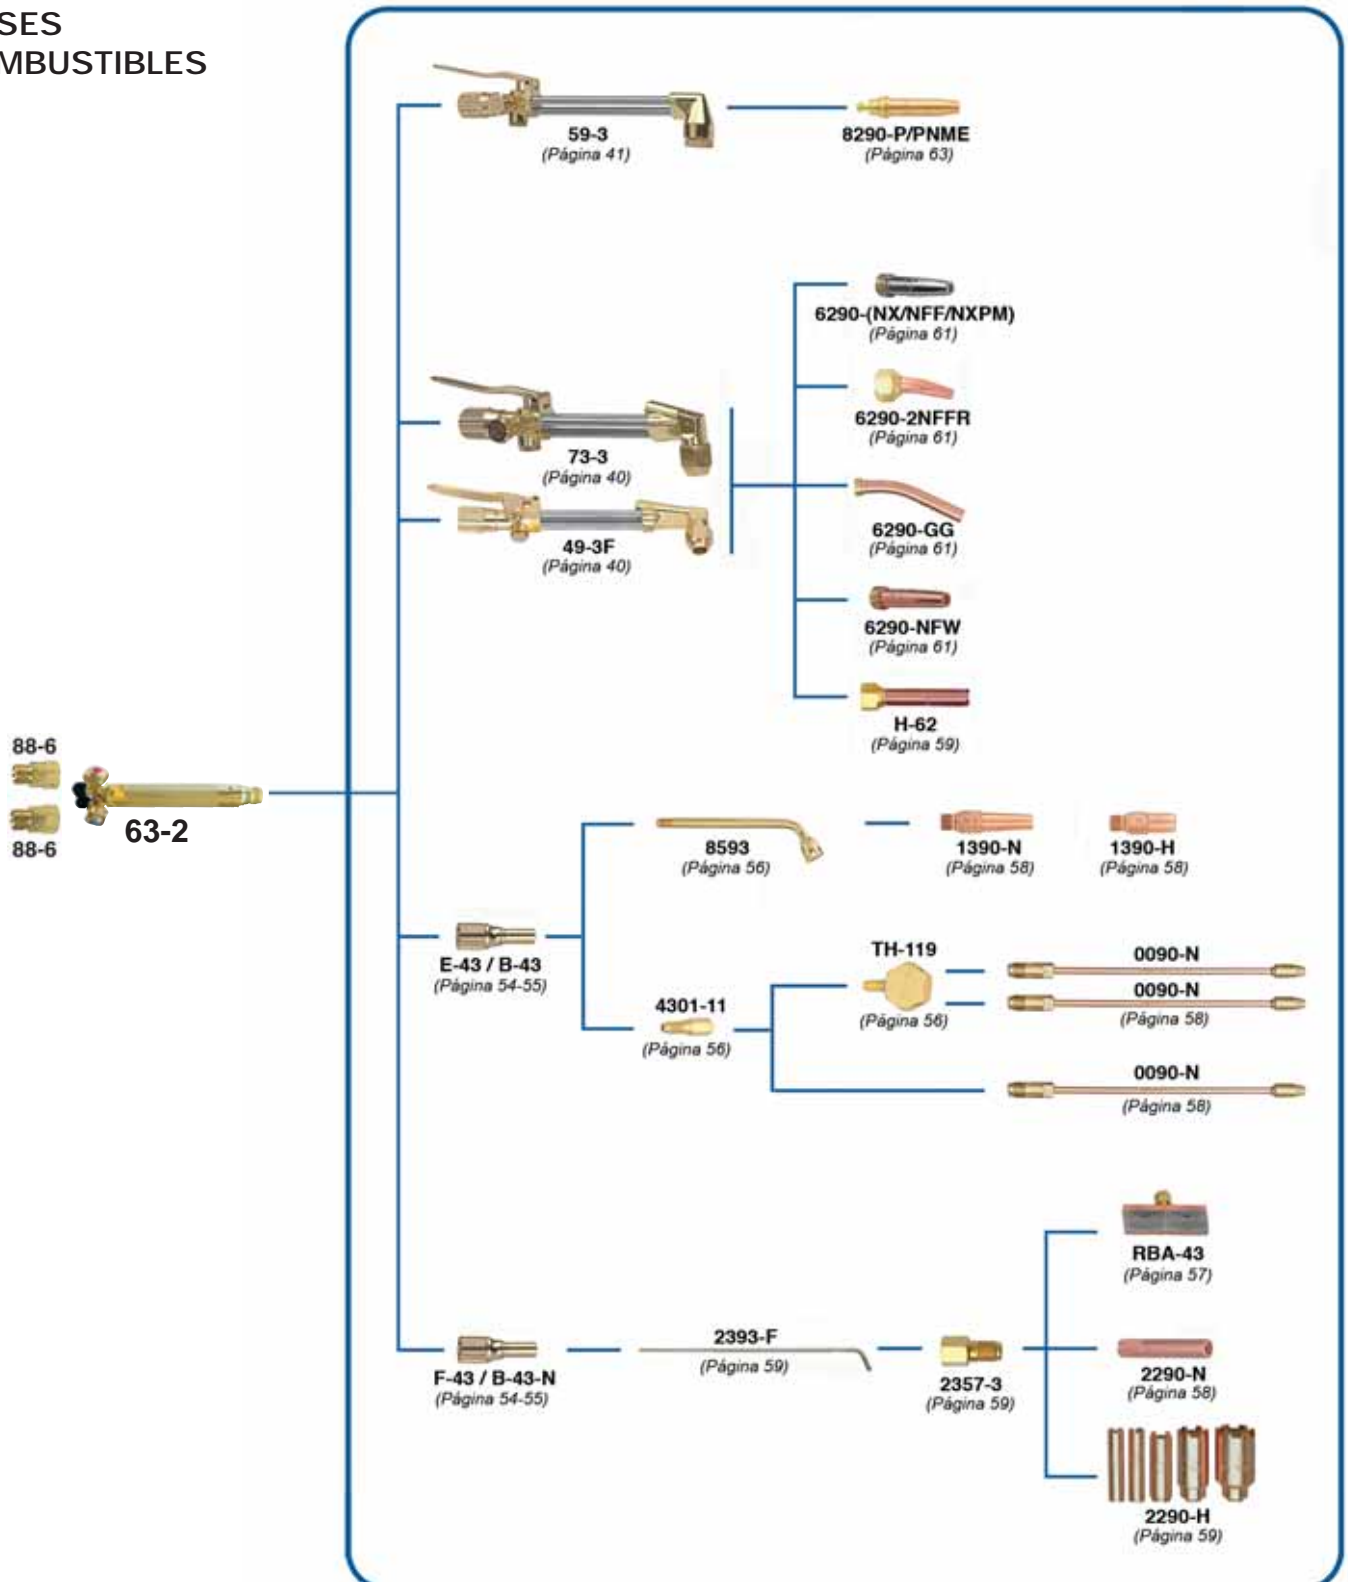 SES
MBUSTIBLES
59-3
(Página 41)
8290-P/PNME
(Página 63)
6290-(NX/NFF/NXPM)
(Página 61)
6290-2NFFR
(Página 61)
73-3
(Página 40)
6290-GG
(Página 61)
49-3F
(Página 40)
6290-NFW
(Página 61)
H-62
(Página 59)
88-6
63-2
88-6
8593
(Página 56)
1390-N
(Página 58)
1390-H
(Página 58)
E-43 / B-43
(Página 54-55)
TH-119
(Página 56)
0090-N
0090-N
(Página 58)
4301-11
(Página 56)
0090-N
(Página 58)
RBA-43
(Página 57)
F-43 / B-43-N
(Página 54-55)
2393-F
(Página 59)
2357-3
(Página 59)
2290-N
(Página 58)
2290-H
(Página 59)